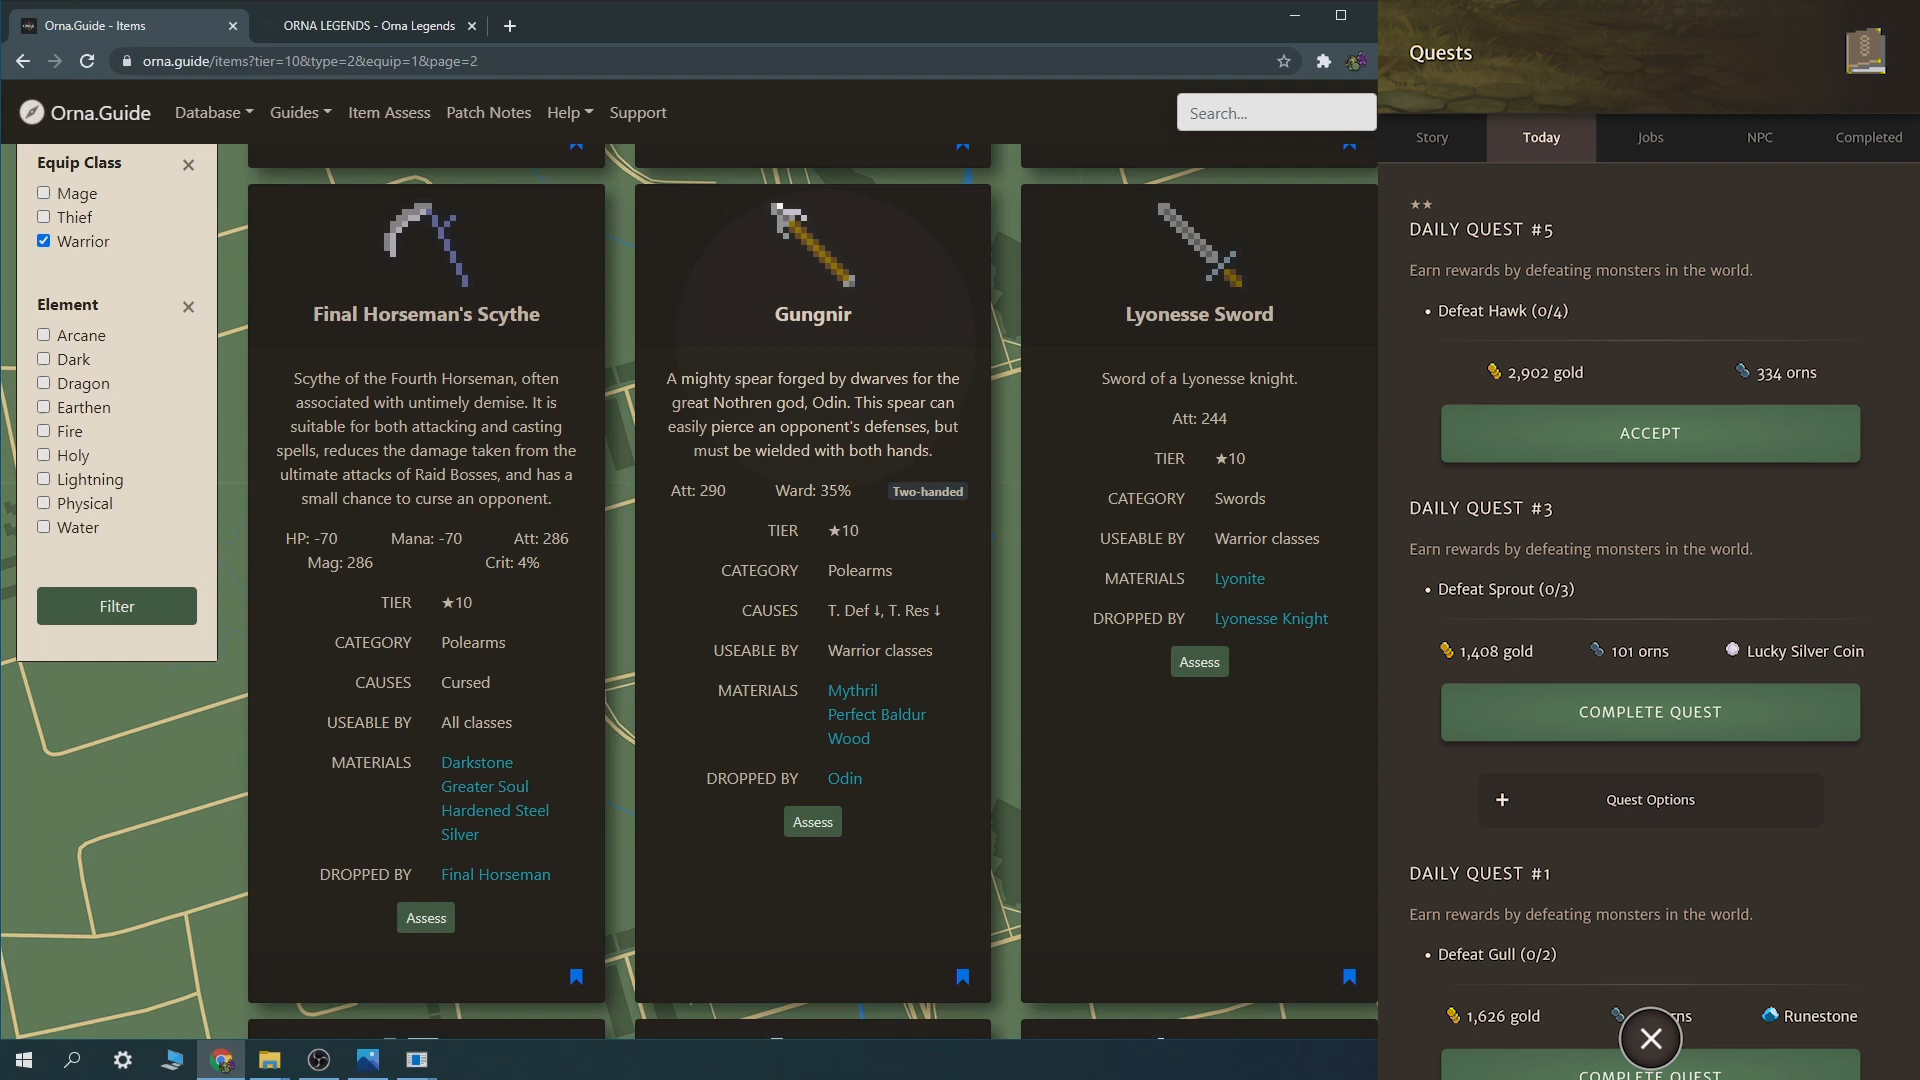 Orna.Guide - Items
ORNA LEGENDS - Orna Legends
orna.guide/items?tier=10&type=2&equip=1&page=2
Orna.Guide
Database
Guides
Item Assess
Patch Notes
Help
Support
Search...
Equip Class
Mage
Thief
Warrior
Element
Arcane
Dark
Dragon
Earthen
Fire
Holy
Lightning
Physical
Water
Filter
Final Horseman's Scythe
Scythe of the Fourth Horseman, often
associated with untimely demise. It is
suitable for both attacking and casting
spells, reduces the damage taken from the
ultimate attacks of Raid Bosses, and has a
small chance to curse an opponent.
HP: -70 Mana: -70 Att: 286
Mag: 286 Crit: 4%
TIER ★10
CATEGORY Polearms
CAUSES Cursed
USEABLE BY All classes
MATERIALS Darkstone
Greater Soul
Hardened Steel
Silver
DROPPED BY Final Horseman
Assess
Gungnir
A mighty spear forged by dwarves for the
great Nothren god, Odin. This spear can
easily pierce an opponent's defenses, but
must be wielded with both hands.
Att: 290 Ward: 35% Two-handed
TIER ★10
CATEGORY Polearms
CAUSES T. Def ↓, T. Res ↓
USEABLE BY Warrior classes
MATERIALS Mythril
Perfect Baldur
Wood
DROPPED BY Odin
Assess
Lyonesse Sword
Sword of a Lyonesse knight.
Att: 244
TIER ★10
CATEGORY Swords
USEABLE BY Warrior classes
MATERIALS Lyonite
DROPPED BY Lyonesse Knight
Assess
Quests
Story
Today
Jobs
NPC
Completed
★★
DAILY QUEST #5
Earn rewards by defeating monsters in the world.
• Defeat Hawk (0/4)
2,902 gold 334 orns
ACCEPT
DAILY QUEST #3
Earn rewards by defeating monsters in the world.
• Defeat Sprout (0/3)
1,408 gold 101 orns Lucky Silver Coin
COMPLETE QUEST
+ Quest Options
DAILY QUEST #1
Earn rewards by defeating monsters in the world.
• Defeat Gull (0/2)
1,626 gold Runestone
COMPLETE QUEST